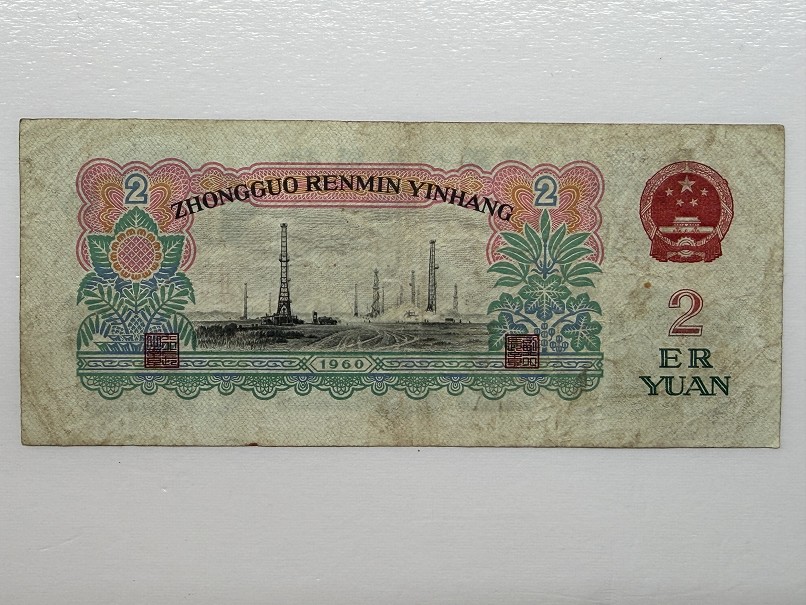 2
2
ZHONGGUO RENMIN YINHANG
1960
2
ER
YUAN